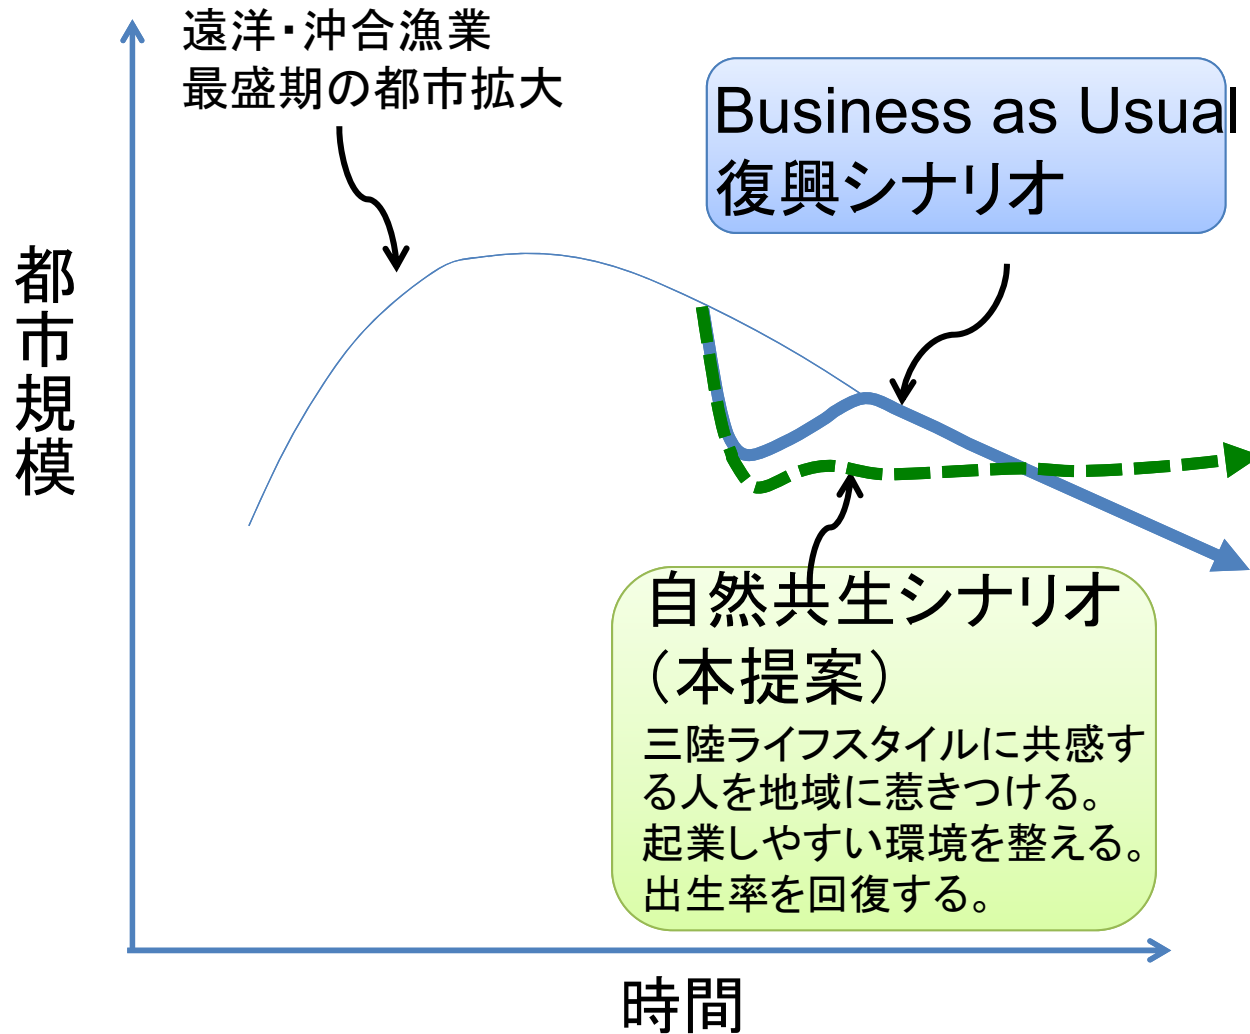 遠洋・沖合漁業
最盛期の都市拡大
Business as Usual
復興シナリオ
都市規模
自然共生シナリオ
（本提案）
三陸ライフスタイルに共感す
る人を地域に惹きつける。
起業しやすい環境を整える。
出生率を回復する。
時間